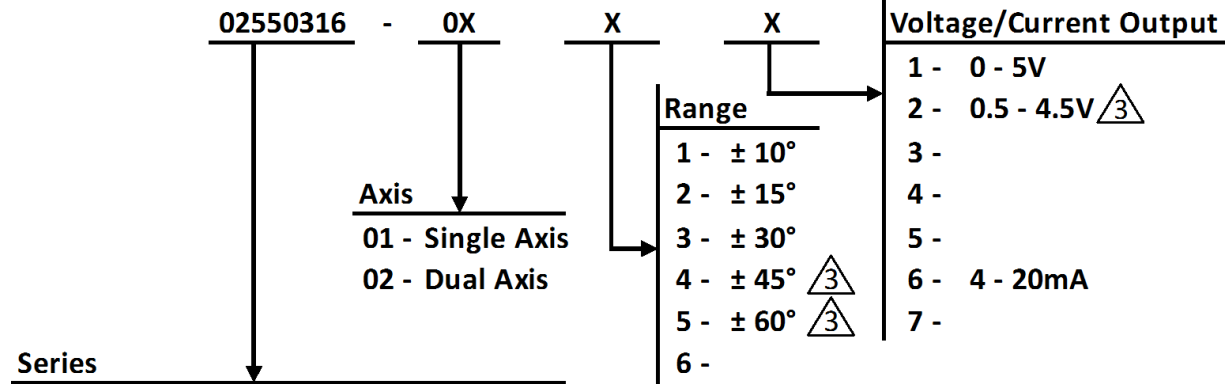 02550316 - 0X X X
Voltage/Current Output
1 - 0 - 5V
2 - 0.5 - 4.5V 3
3 -
4 -
5 -
6 - 4 - 20mA
7 -
Range
1 - ± 10°
2 - ± 15°
3 - ± 30°
4 - ± 45° 3
5 - ± 60° 3
6 -
Axis
01 - Single Axis
02 - Dual Axis
Series